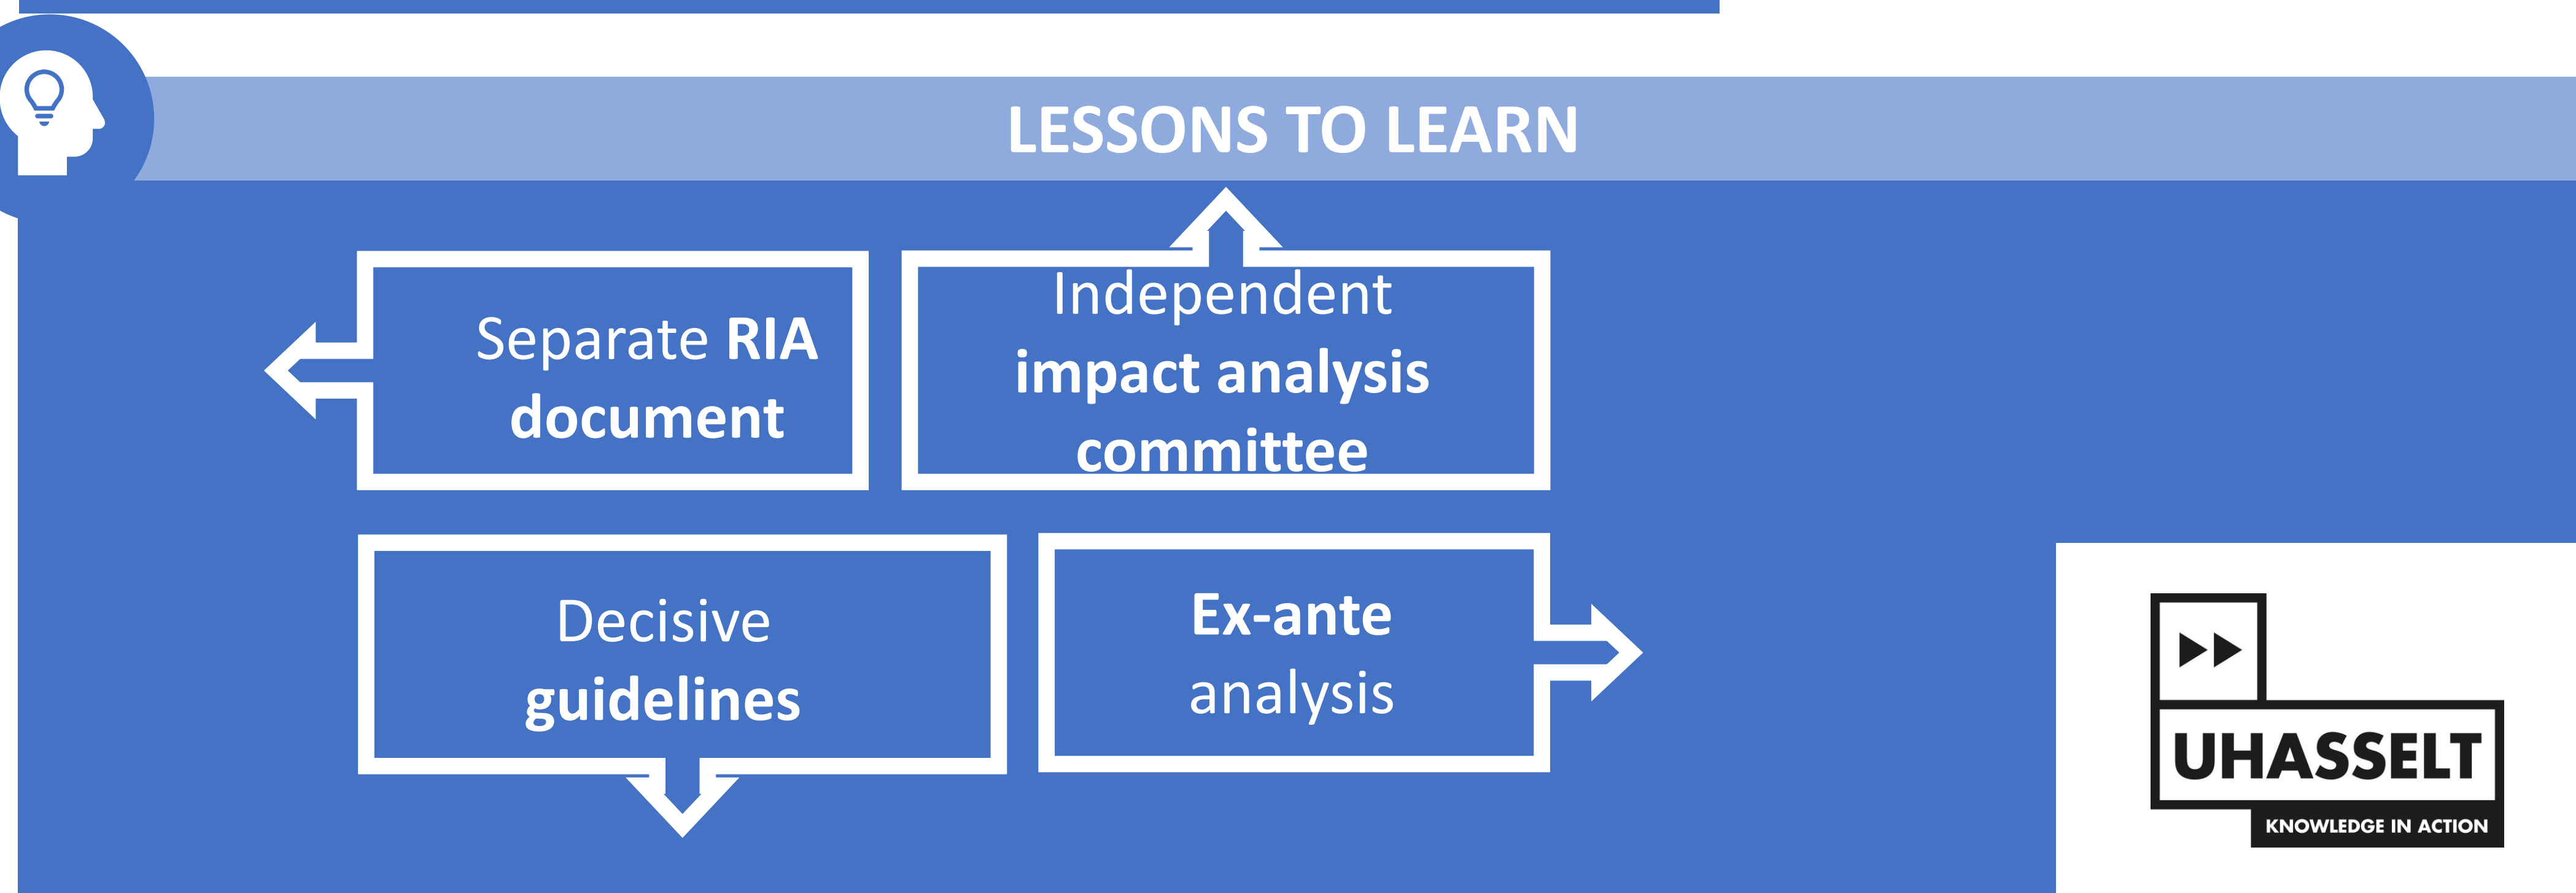 LESSONS TO LEARN
Separate RIA
document
Independent
impact analysis
committee
Decisive
guidelines
Ex-ante
analysis
UHASSELT
KNOWLEDGE IN ACTION